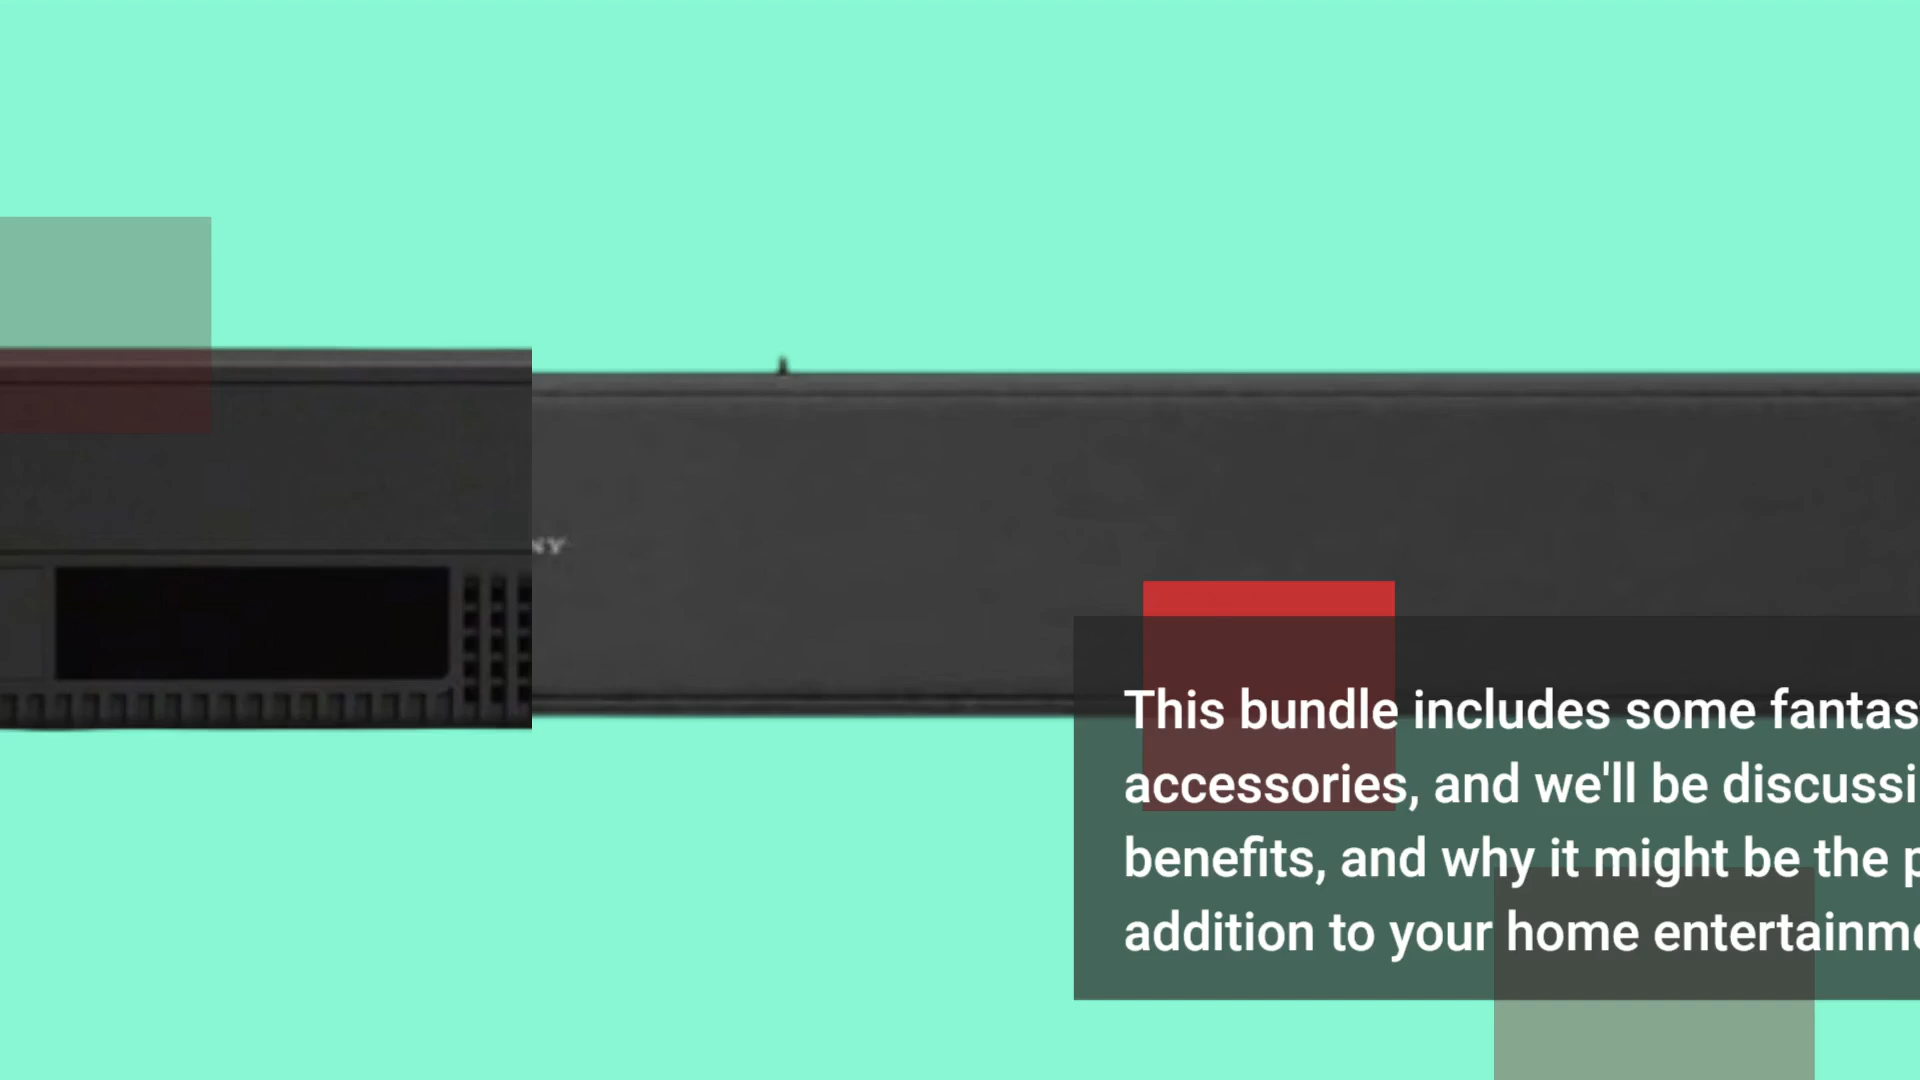 NY
This bundle includes some fantas
accessories, and we'll be discussi
benefits, and why it might be the p
addition to your home entertainme